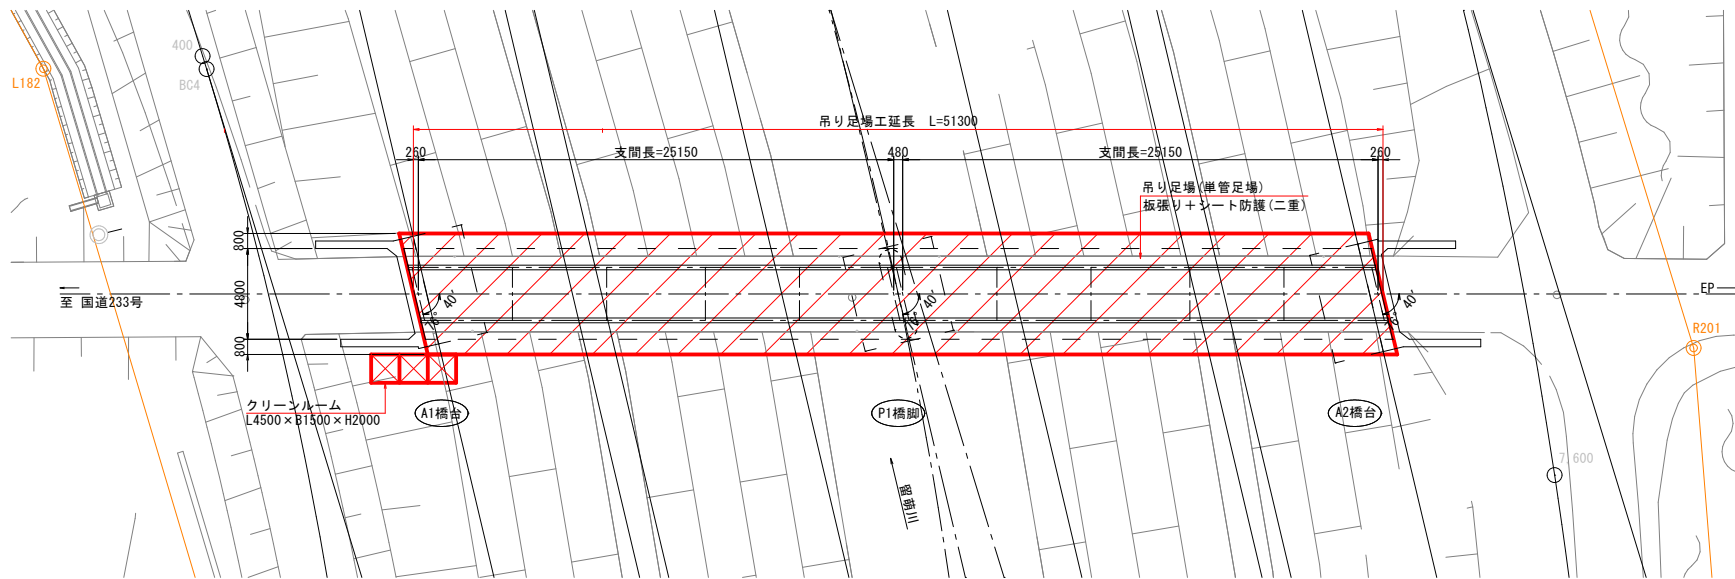 400
BC4
L182
吊り足場工延長 L=51300
260
支間長=25150
480
支間長=25150
260
吊り足場(単管足場)
板張り+シート防護(二重)
800
4800
800
至 国道233号
40′
40′
40′
EP
R201
クリーンルーム
L4500×B1500×H2000
A1橋台
P1橋脚
A2橋台
留萌川
7.600